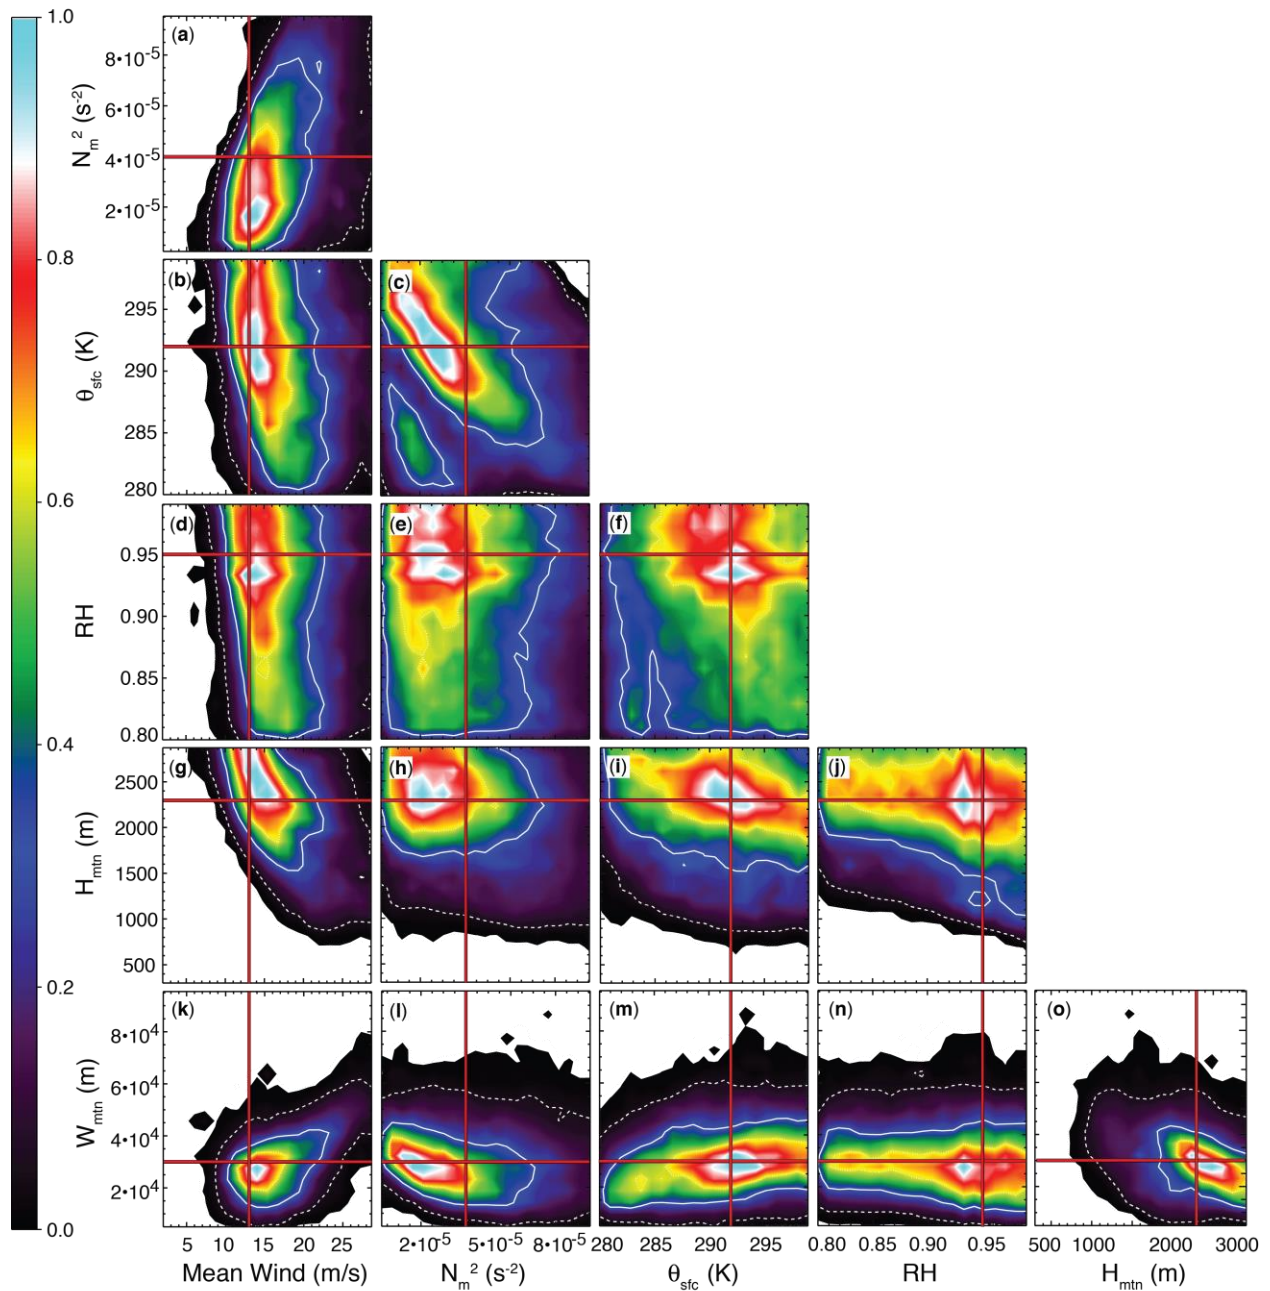 1.0
(a)
8•10-5
6•10-5
4•10-5
2•10-5
Nm2 (s-2)
0.8
(b)
(c)
295
290
285
280
θsfc (K)
0.6
(d)
(e)
(f)
0.95
0.90
0.85
0.80
RH
0.4
(g)
(h)
(i)
(j)
2500
2000
1500
1000
500
Hmtn (m)
0.2
(k)
(l)
(m)
(n)
(o)
8•104
6•104
4•104
2•104
Wmtn (m)
0.0
5 10 15 20 25
2•10-5 5•10-5 8•10-5
280 285 290 295
0.80 0.85 0.90 0.95
500 1000 2000 3000
Mean Wind (m/s)
Nm2 (s-2)
θsfc (K)
RH
Hmtn (m)